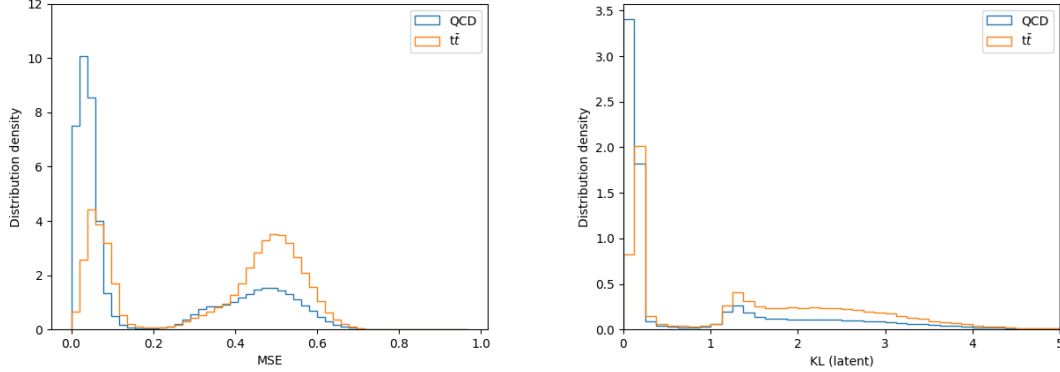 12
10
8
6
4
2
0
Distribution density
0.0 0.2 0.4 0.6 0.8 1.0
MSE
QCD
tt̄
3.5
3.0
2.5
2.0
1.5
1.0
0.5
0.0
Distribution density
0 1 2 3 4 5
KL (latent)
QCD
tt̄